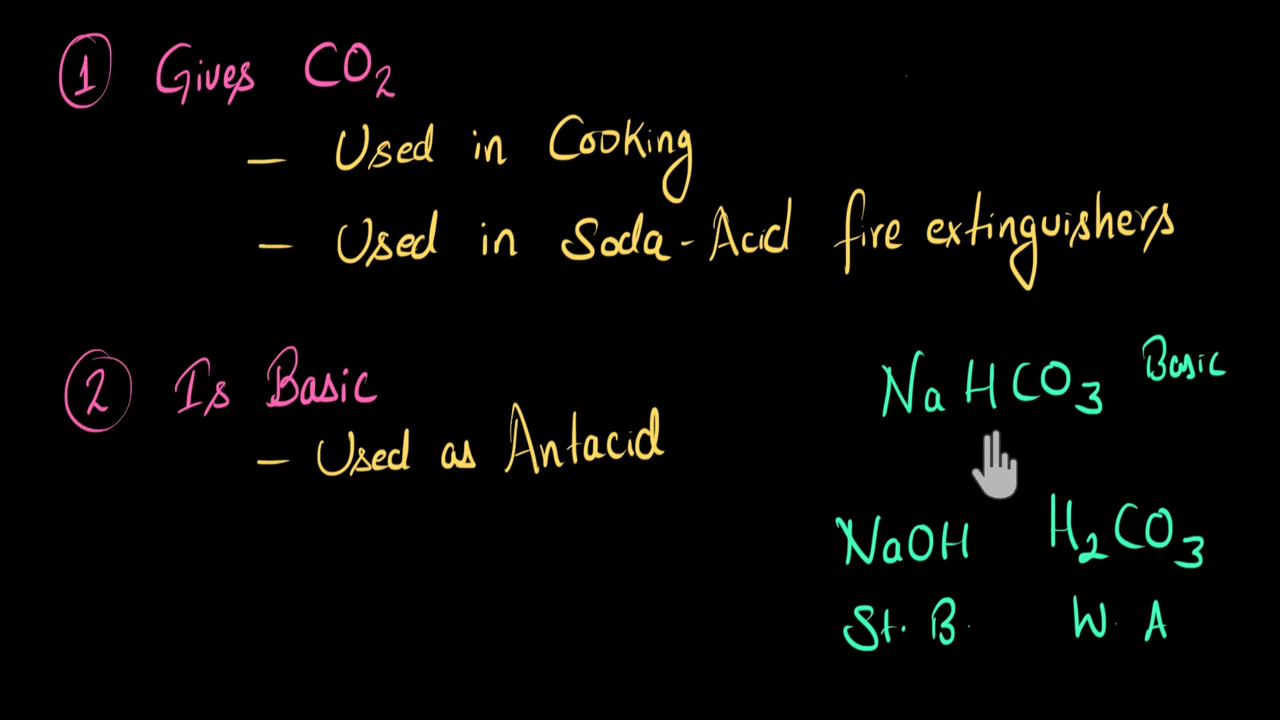 1 Gives CO2
– Used in Cooking
– Used in Soda-Acid fire extinguishers
2 Is Basic
– Used as Antacid
NaHCO3 Basic
NaOH H2CO3
St. B. W. A